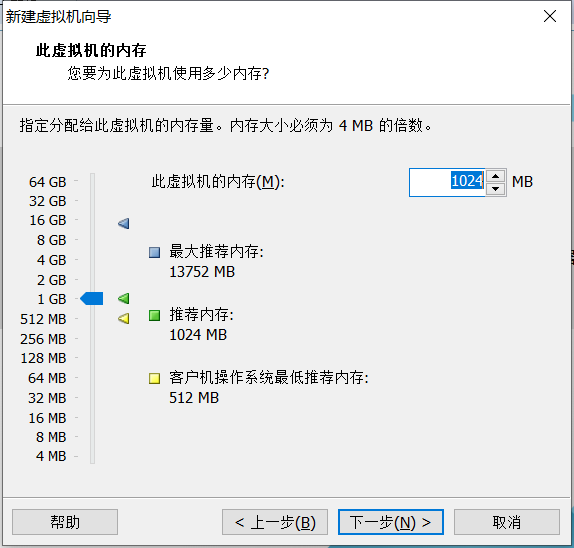 新建虚拟机向导
此虚拟机的内存
您要为此虚拟机使用多少内存?
指定分配给此虚拟机的内存量。内存大小必须为 4 MB 的倍数。
64 GB
32 GB
16 GB
8 GB
4 GB
2 GB
1 GB
512 MB
256 MB
128 MB
64 MB
32 MB
16 MB
8 MB
4 MB
此虚拟机的内存(M): 1024 MB
最大推荐内存:
13752 MB
推荐内存:
1024 MB
客户机操作系统最低推荐内存:
512 MB
帮助 < 上一步(B) 下一步(N) > 取消